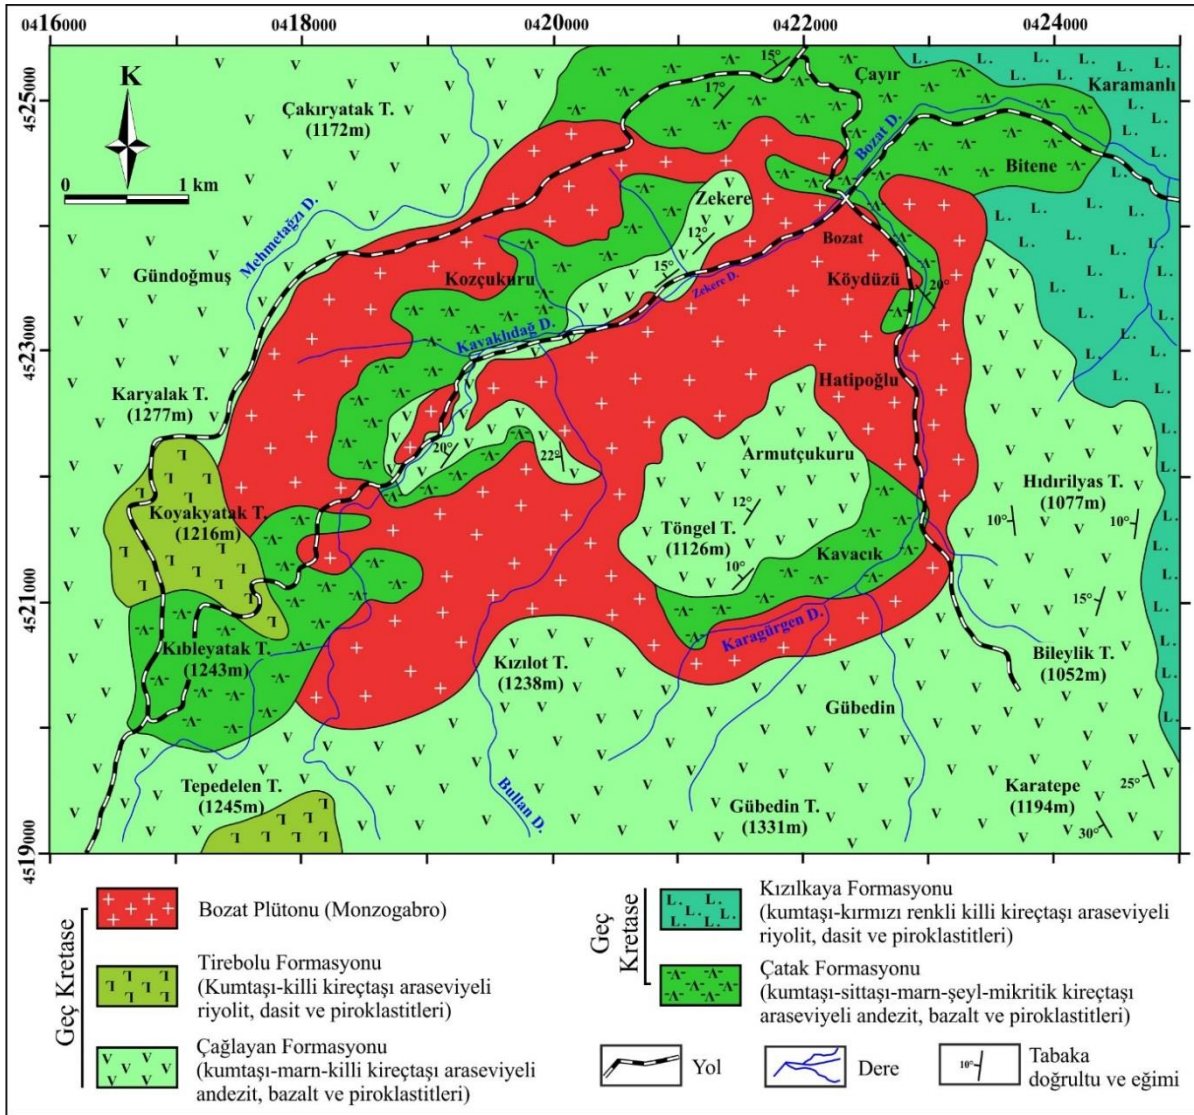 0416000 0418000 0420000 0422000 0424000
4525000
4523000
4521000
4519000
K
0 1 km
Çakıryatak T.
(1172m)
Mehmetağzı D.
Gündoğmuş
Karyalak T.
(1277m)
Koyakyatak T.
(1216m)
Kıbleyatak T.
(1243m)
Tepedelen T.
(1245m)
Kozçukuru
Kavaklıdağ D.
Zekere
Zekere D.
Bozat D.
Bozat
Çayır
Bitene
Karamanlı
Köydüzü
Hatipoğlu
Armutçukuru
Töngel T.
(1126m)
Kavacık
Karagürgen D.
Kızılot T.
(1238m)
Bullan D.
Gübedin
Gübedin T.
(1331m)
Hıdırilyas T.
(1077m)
Bileylik T.
(1052m)
Karatepe
(1194m)
15°
17°
12°
15°
20°
20°
22°
12°
10°
10°
10°
15°
25°
30°
Geç Kretase
Bozat Plütonu (Monzogabro)
Tirebolu Formasyonu
(Kumtaşı-killi kireçtaşı araseviyeli
riyolit, dasit ve piroklastitleri)
Çağlayan Formasyonu
(kumtaşı-marn-killi kireçtaşı araseviyeli
andezit, bazalt ve piroklastitleri)
Geç
Kretase
Kızılkaya Formasyonu
(kumtaşı-kırmızı renkli killi kireçtaşı araseviyeli
riyolit, dasit ve piroklastitleri)
Çatak Formasyonu
(kumtaşı-sittaşı-marn-şeyl-mikritik kireçtaşı
araseviyeli andezit, bazalt ve piroklastitleri)
Yol
Dere
10°
Tabaka
doğrultu ve eğimi